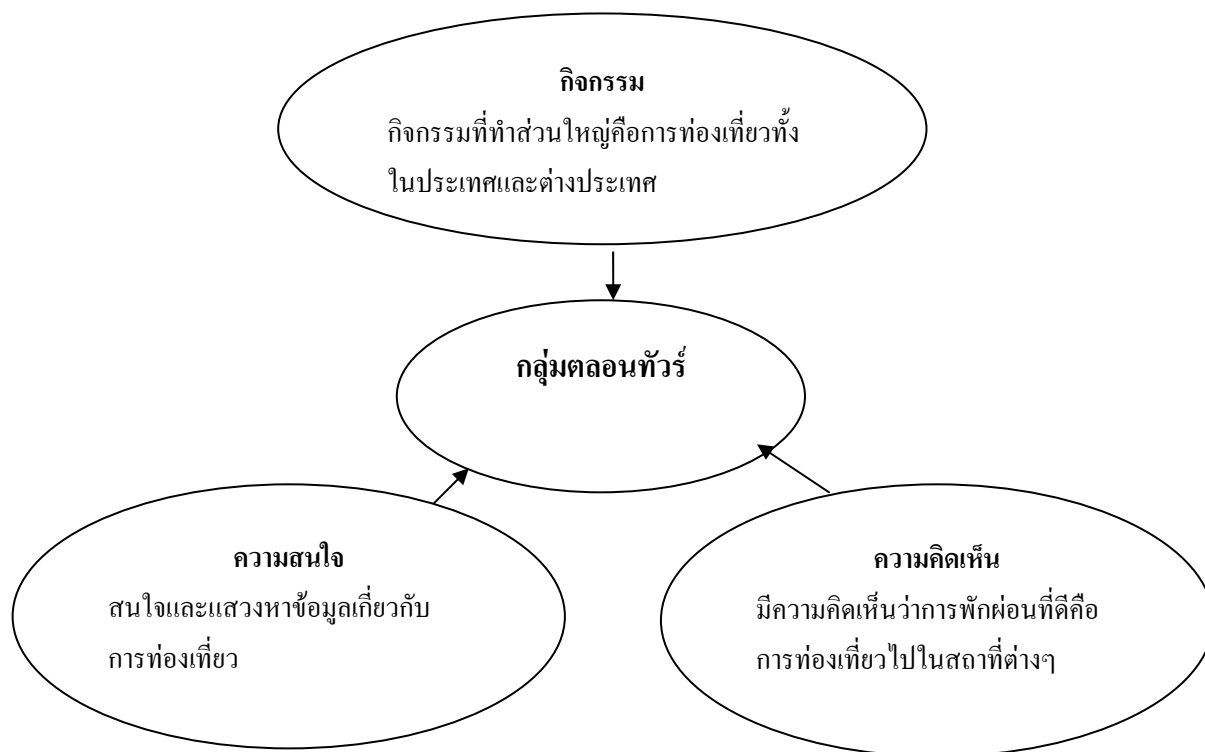 กิจกรรม
กิจกรรมที่ทำส่วนใหญ่คือการท่องเที่ยวทั้ง
ในประเทศและต่างประเทศ
กลุ่มตลอนทัวร์
ความสนใจ
สนใจและแสวงหาข้อมูลเกี่ยวกับ
การท่องเที่ยว
ความคิดเห็น
มีความคิดเห็นว่าการพักผ่อนที่ดีคือ
การท่องเที่ยวไปในสถาที่ต่างๆ